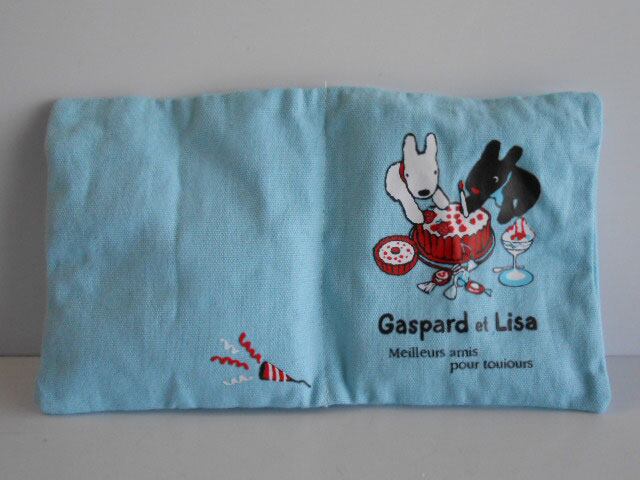 Gaspard et Lisa
Meilleurs amis
pour toujours